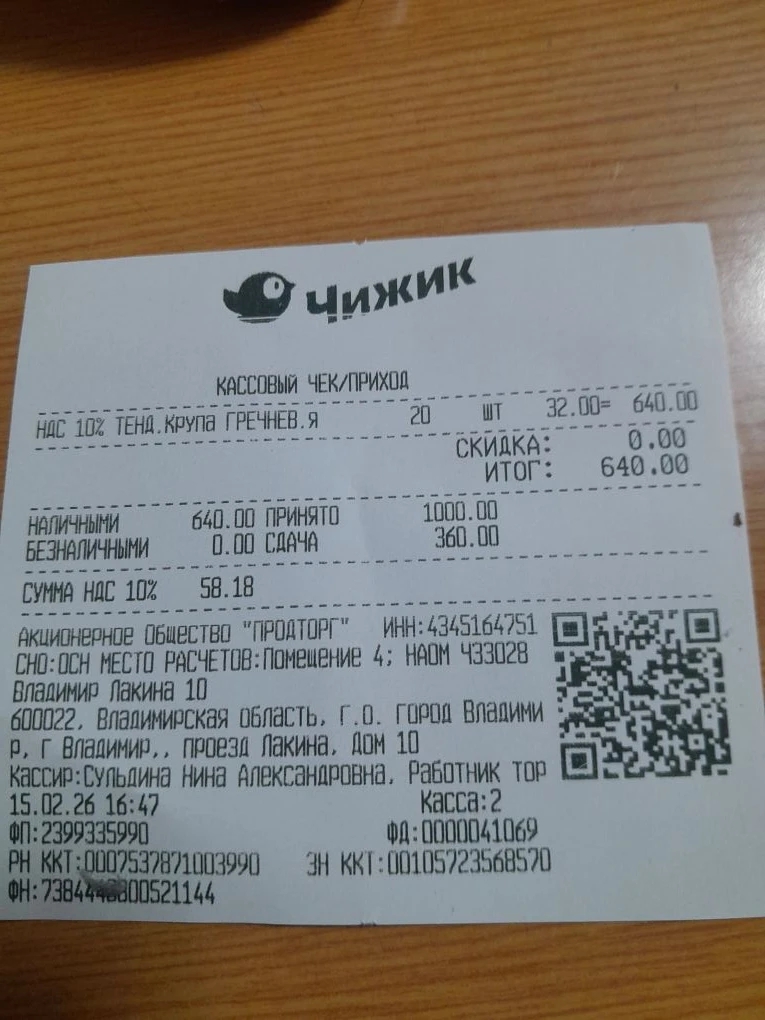 Чижик
КАССОВЫЙ ЧЕК/ПРИХОД
НДС 10% ТЕНД.КРУПА ГРЕЧНЕВ.Я 20 ШТ 32.00= 640.00
СКИДКА: 0.00
ИТОГ: 640.00
НАЛИЧНЫМИ 640.00 ПРИНЯТО 1000.00
БЕЗНАЛИЧНЫМИ 0.00 СДАЧА 360.00
СУММА НДС 10% 58.18
Акционерное Общество "ПРОДТОРГ" ИНН:4345164751
СНО:ОСН МЕСТО РАСЧЕТОВ:Помещение 4; НАОМ Ч33028
Владимир Лакина 10
600022, Владимирская область, Г.О. ГОРОД Владими
р, г Владимир,, проезд Лакина, Дом 10
Кассир:Сульдина Нина Александровна, Работник тор
15.02.26 16:47 Касса:2
ФП:2399335990 ФД:0000041069
РН ККТ:0007537871003990 ЗН ККТ:00105723568570